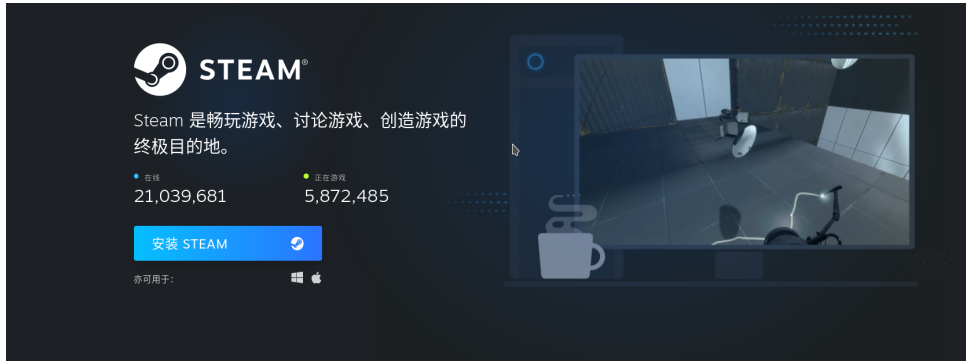 STEAM®
Steam 是畅玩游戏、讨论游戏、创造游戏的
终极目的地。
在线
正在游戏
21,039,681
5,872,485
安装 STEAM
亦可用于：